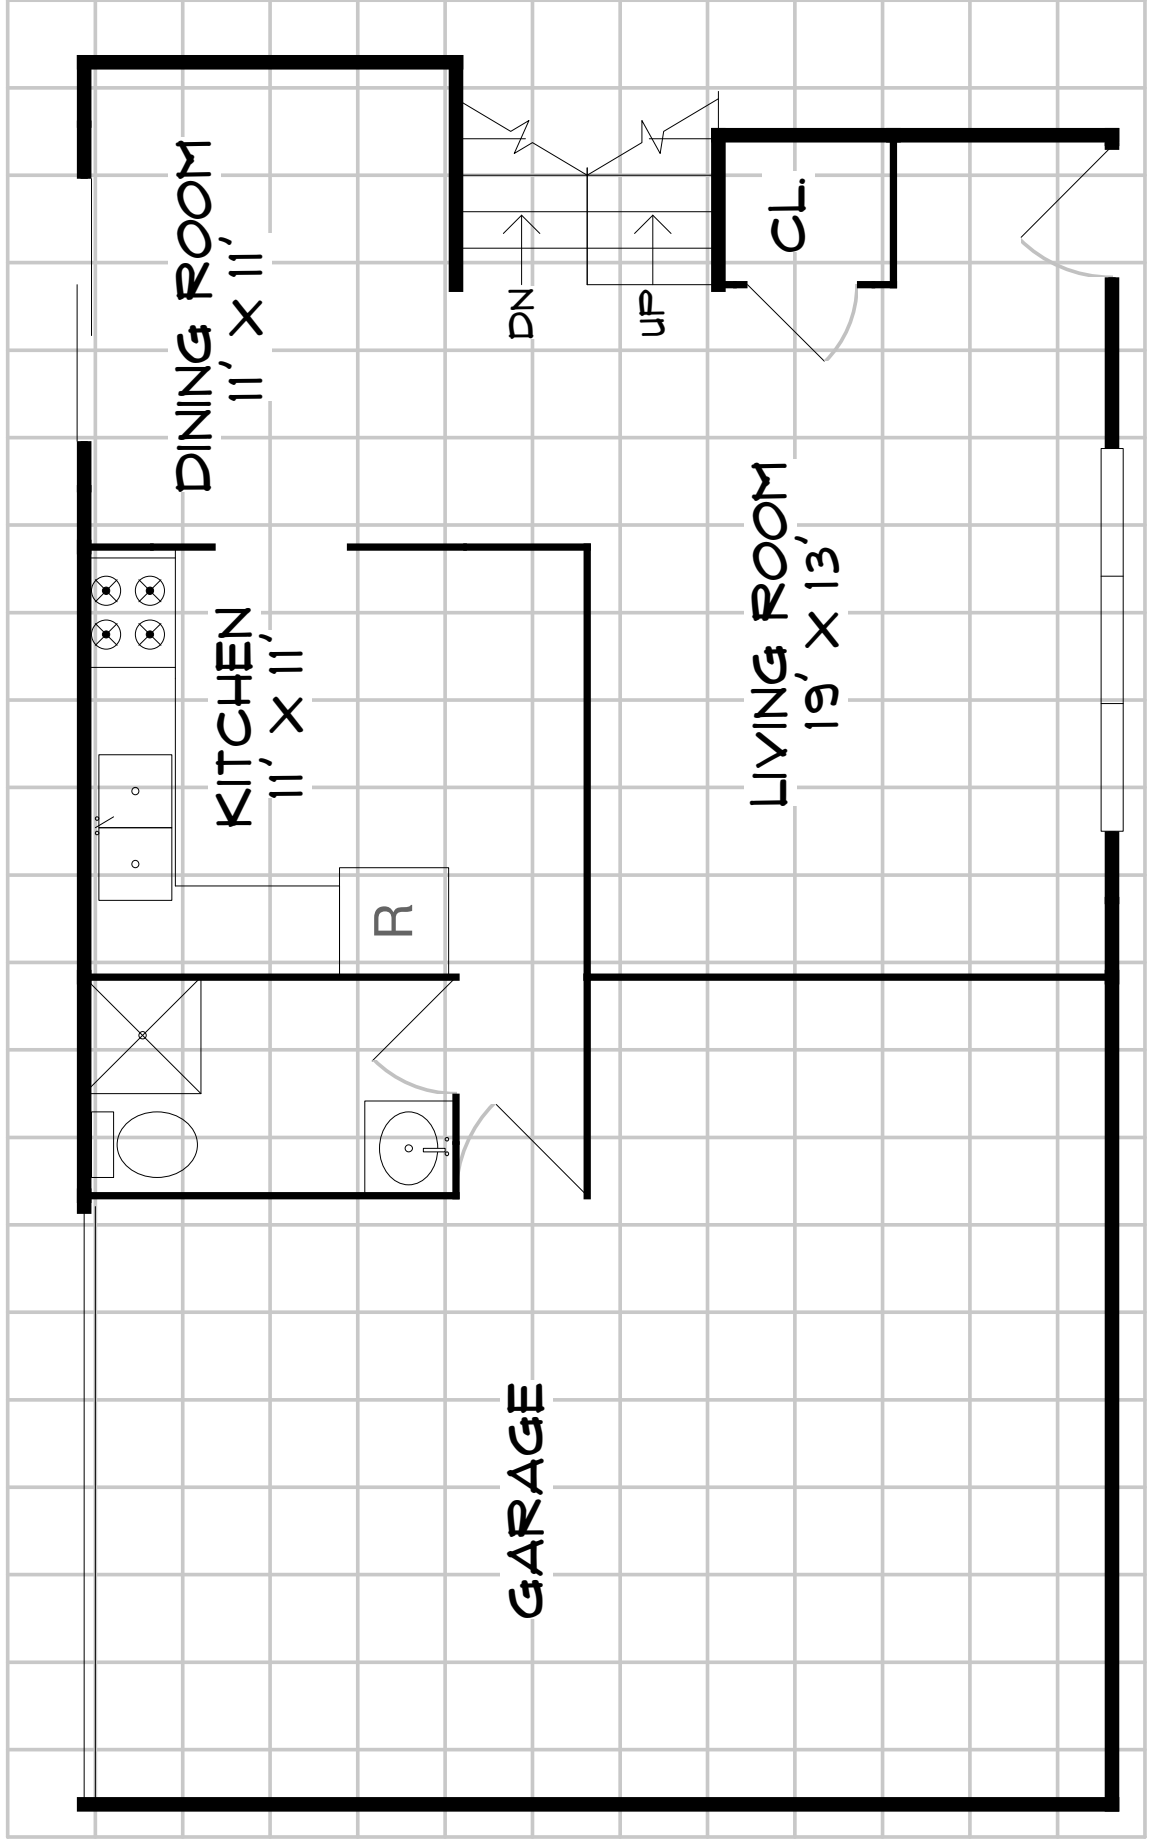 DINING ROOM
11' X 11'
DN
UP
CL.
KITCHEN
11' X 11'
R
LIVING ROOM
19' X 13'
GARAGE